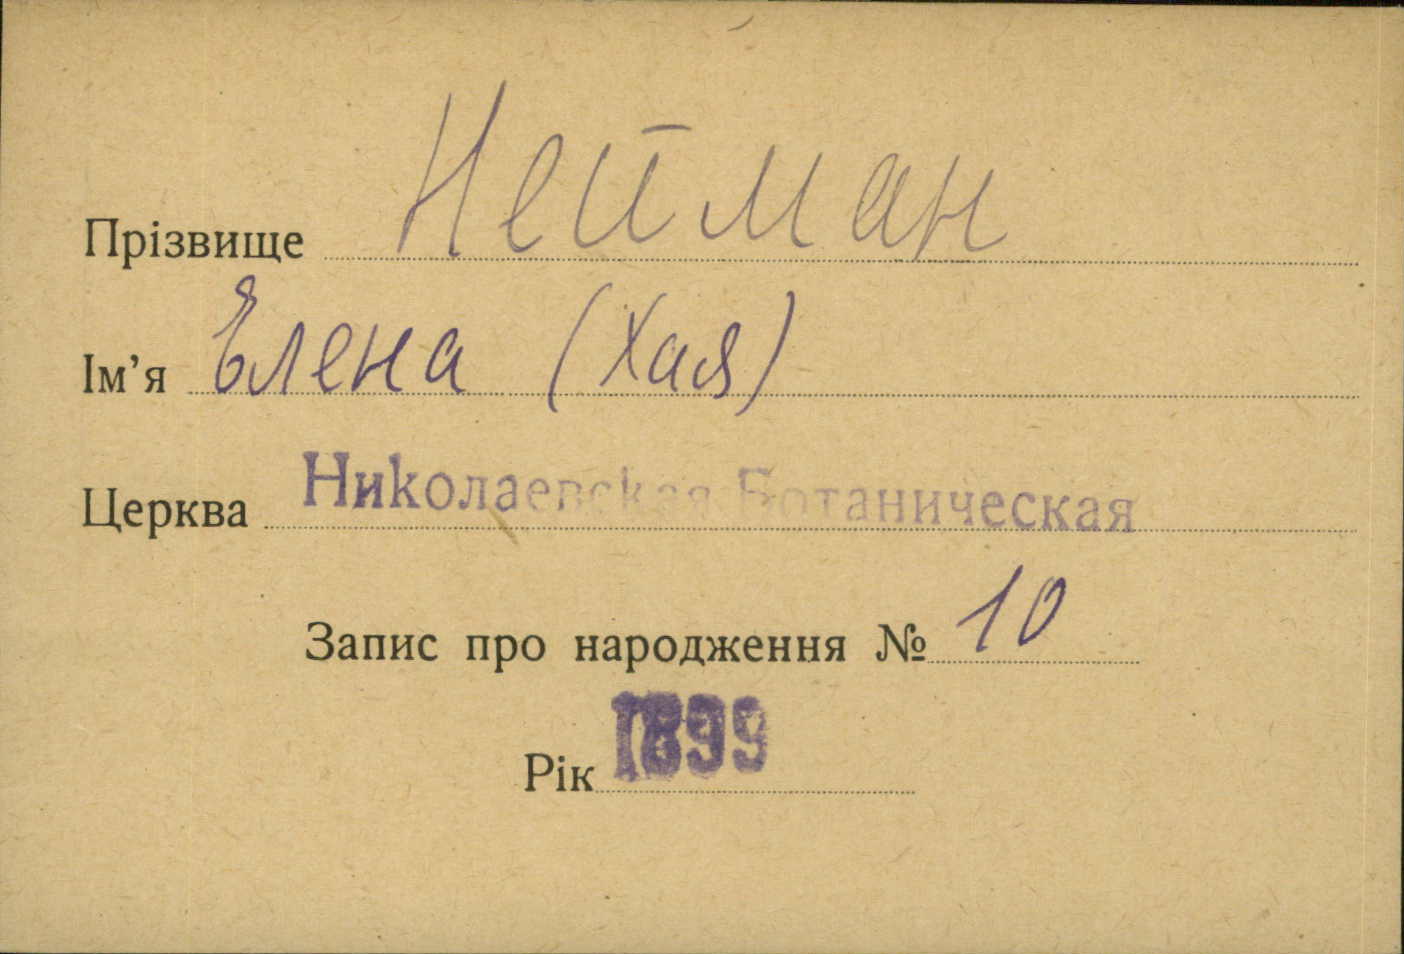 Прізвище Нейман
Ім’я Елена (Хая)
Церква Николаевская Ботаническая
Запис про народження № 10
Рік 1899